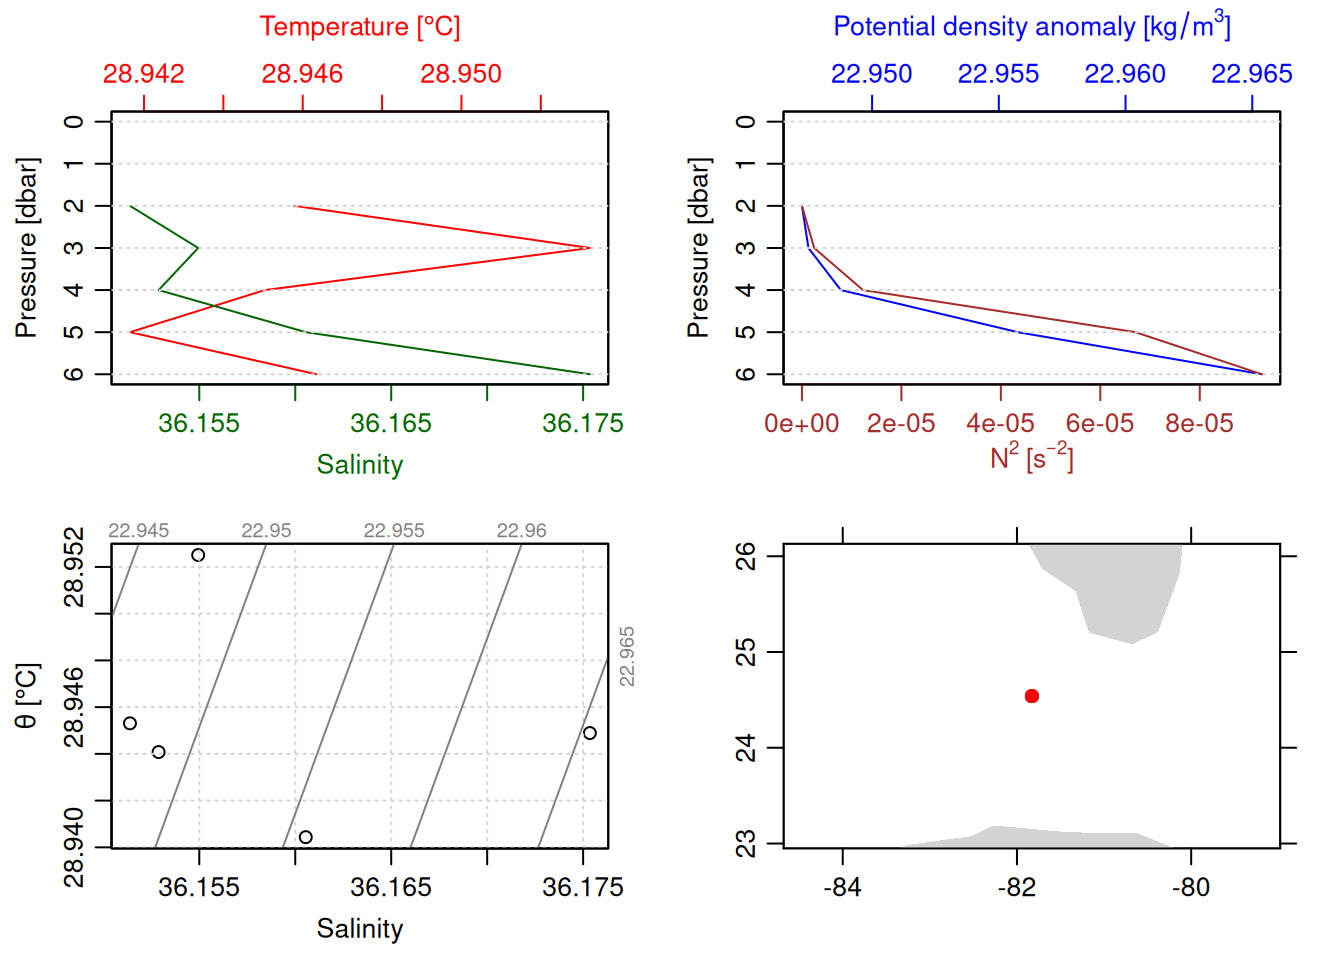 Temperature [°C]
28.942 28.946 28.950
0
1
2
3
4
5
6
Pressure [dbar]
36.155 36.165 36.175
Salinity
Potential density anomaly [kg/m³]
22.950 22.955 22.960 22.965
0
1
2
3
4
5
6
Pressure [dbar]
0e+00 2e-05 4e-05 6e-05 8e-05
N² [s⁻²]
22.945 22.95 22.955 22.96
22.965
28.952
28.946
28.940
θ [°C]
36.155 36.165 36.175
Salinity
26
25
24
23
-84 -82 -80